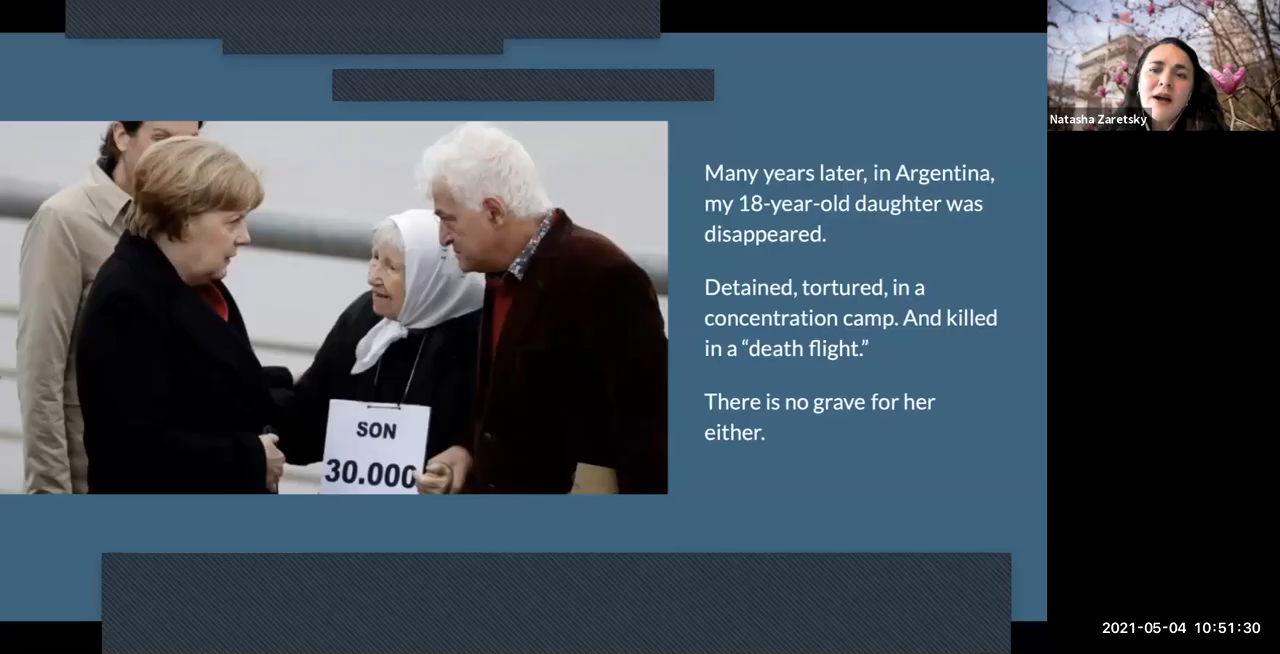 Natasha Zaretsky
Many years later, in Argentina,
my 18-year-old daughter was
disappeared.
Detained, tortured, in a
concentration camp. And killed
in a “death flight.”
There is no grave for her
either.
SON
30.000
2021-05-04 10:51:30